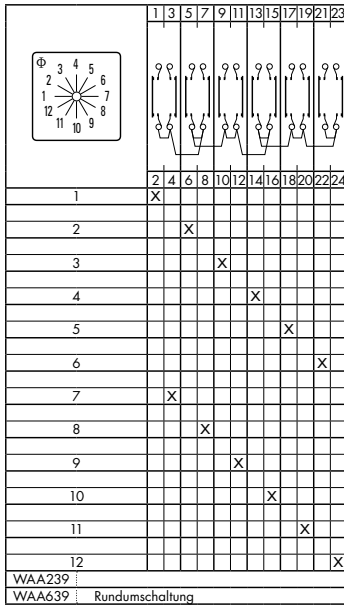 1 3 5 7 9 11 13 15 17 19 21 23
Φ
1 2 3 4 5 6 7 8 9 10 11 12
2 4 6 8 10 12 14 16 18 20 22 24
1 X
2 X
3 X
4 X
5 X
6 X
7 X
8 X
9 X
10 X
11 X
12 X
WAA239
WAA639 Rundumschaltung